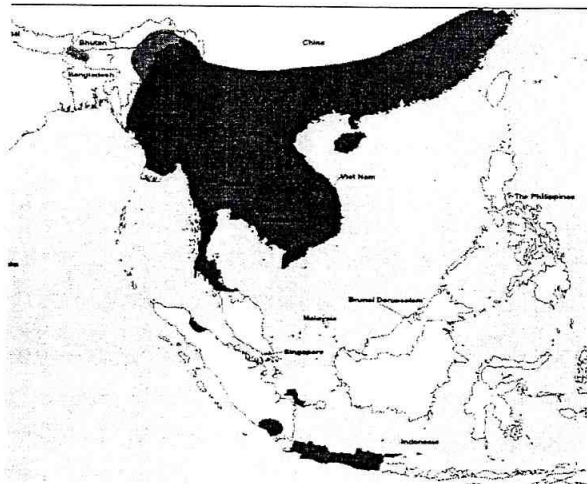 Bhutan
China
Bangladesh
Viet Nam
The Philippines
Brunei Darussalam
Malaysia
Singapore
Indonesia